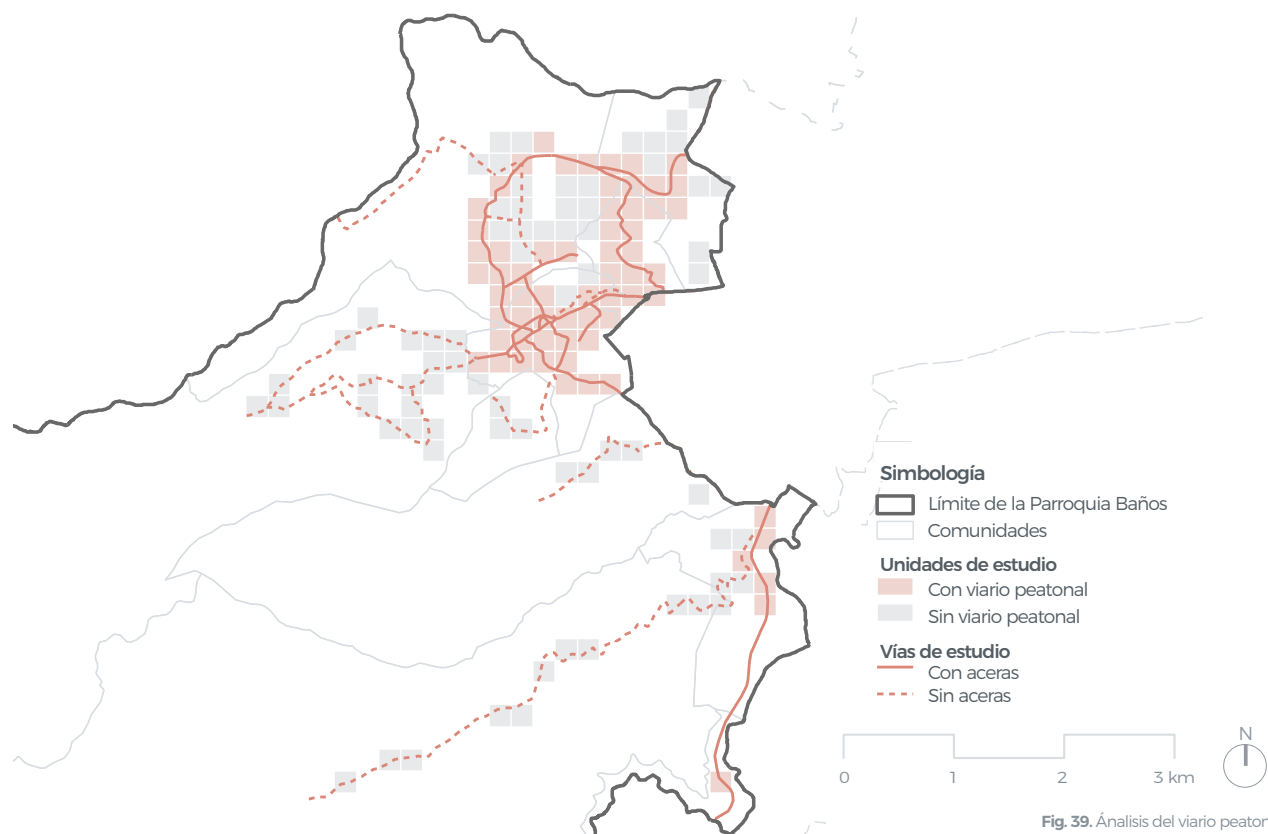 Simbología
Límite de la Parroquia Baños
Comunidades
Unidades de estudio
Con viario peatonal
Sin viario peatonal
Vías de estudio
Con aceras
Sin aceras
N
0 1 2 3 km
Fig. 39. Ánalisis del viario peaton